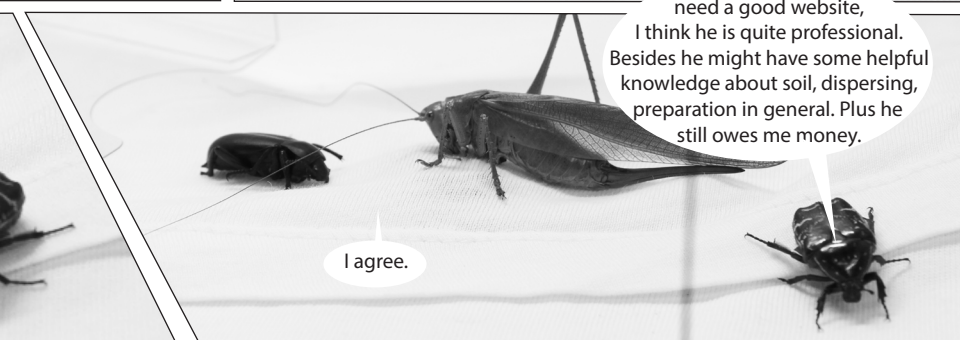 need a good website,
I think he is quite professional.
Besides he might have some helpful
knowledge about soil, dispersing,
preparation in general. Plus he
still owes me money.
I agree.